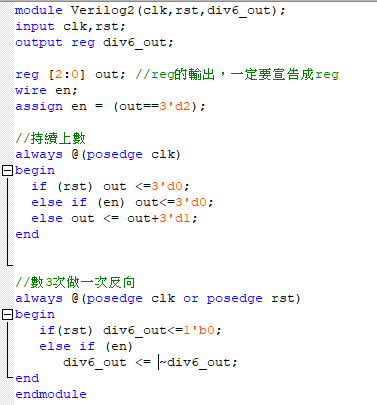 module Verilog2(clk,rst,div6_out);
input clk,rst;
output reg div6_out;
reg [2:0] out; //reg的輸出，一定要宣告成reg
wire en;
assign en = (out==3'd2);
//持續上數
always @(posedge clk)
begin
if (rst) out <=3'd0;
else if (en) out<=3'd0;
else out <= out+3'd1;
end
//數3次做一次反向
always @(posedge clk or posedge rst)
begin
if(rst) div6_out<=1'b0;
else if (en)
div6_out <= ~div6_out;
end
endmodule